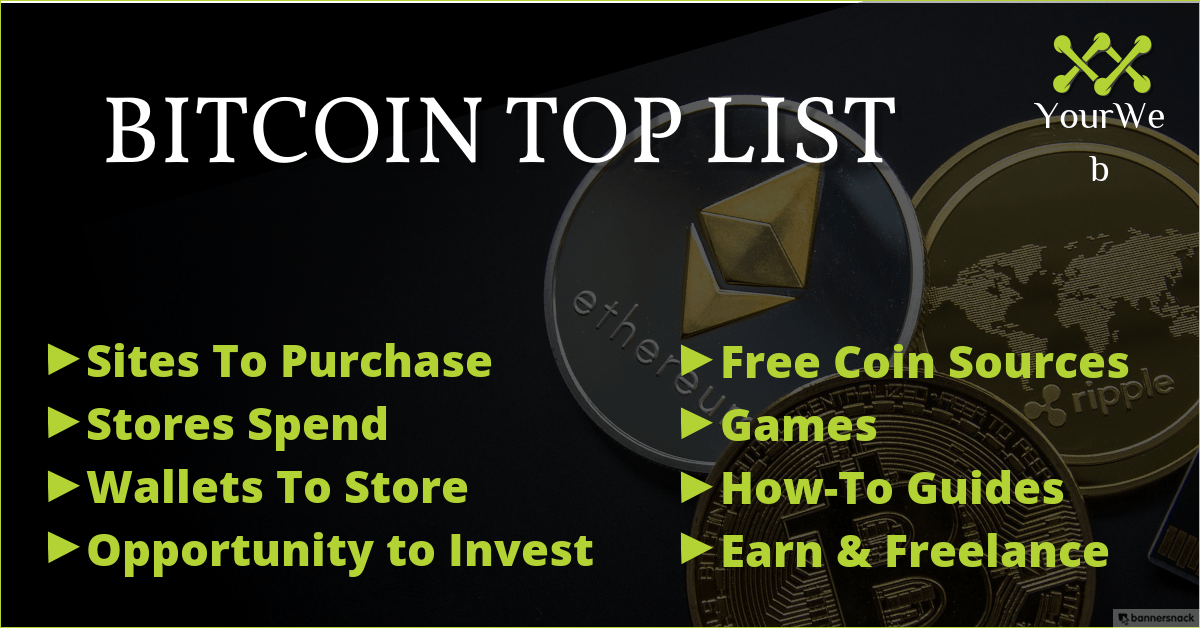 BITCOIN TOP LIST
YourWe
b
Sites To Purchase
Stores Spend
Wallets To Store
Opportunity to Invest
Free Coin Sources
Games
How-To Guides
Earn & Freelance
ethereum
ripple
bannersnack